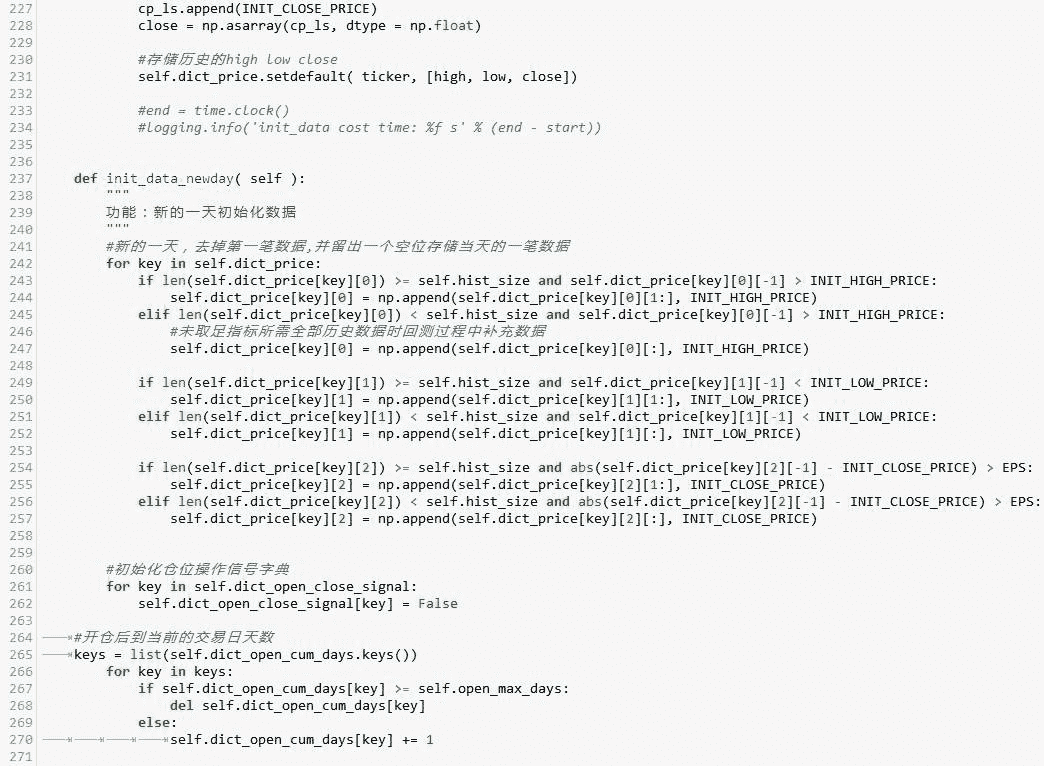 227 cp_ls.append(INIT_CLOSE_PRICE)
228 close = np.asarray(cp_ls, dtype = np.float)
229
230 #存储历史的high low close
231 self.dict_price.setdefault( ticker, [high, low, close])
232
233 #end = time.clock()
234 #logging.info('init_data cost time: %f s' % (end - start))
235
236
237 def init_data_newday( self ):
238 """
239 功能：新的一天初始化数据
240 """
241 #新的一天，去掉第一笔数据,并留出一个空位存储当天的一笔数据
242 for key in self.dict_price:
243 if len(self.dict_price[key][0]) >= self.hist_size and self.dict_price[key][0][-1] > INIT_HIGH_PRICE:
244 self.dict_price[key][0] = np.append(self.dict_price[key][0][1:], INIT_HIGH_PRICE)
245 elif len(self.dict_price[key][0]) < self.hist_size and self.dict_price[key][0][-1] > INIT_HIGH_PRICE:
246 #未取足指标所需全部历史数据时回测过程中补充数据
247 self.dict_price[key][0] = np.append(self.dict_price[key][0][:], INIT_HIGH_PRICE)
248
249 if len(self.dict_price[key][1]) >= self.hist_size and self.dict_price[key][1][-1] < INIT_LOW_PRICE:
250 self.dict_price[key][1] = np.append(self.dict_price[key][1][1:], INIT_LOW_PRICE)
251 elif len(self.dict_price[key][1]) < self.hist_size and self.dict_price[key][1][-1] < INIT_LOW_PRICE:
252 self.dict_price[key][1] = np.append(self.dict_price[key][1][:], INIT_LOW_PRICE)
253
254 if len(self.dict_price[key][2]) >= self.hist_size and abs(self.dict_price[key][2][-1] - INIT_CLOSE_PRICE) > EPS:
255 self.dict_price[key][2] = np.append(self.dict_price[key][2][1:], INIT_CLOSE_PRICE)
256 elif len(self.dict_price[key][2]) < self.hist_size and abs(self.dict_price[key][2][-1] - INIT_CLOSE_PRICE) > EPS:
257 self.dict_price[key][2] = np.append(self.dict_price[key][2][:], INIT_CLOSE_PRICE)
258
259
260 #初始化仓位操作信号字典
261 for key in self.dict_open_close_signal:
262 self.dict_open_close_signal[key] = False
263
264 #开仓后到当前的交易日天数
265 keys = list(self.dict_open_cum_days.keys())
266 for key in keys:
267 if self.dict_open_cum_days[key] >= self.open_max_days:
268 del self.dict_open_cum_days[key]
269 else:
270 self.dict_open_cum_days[key] += 1
271